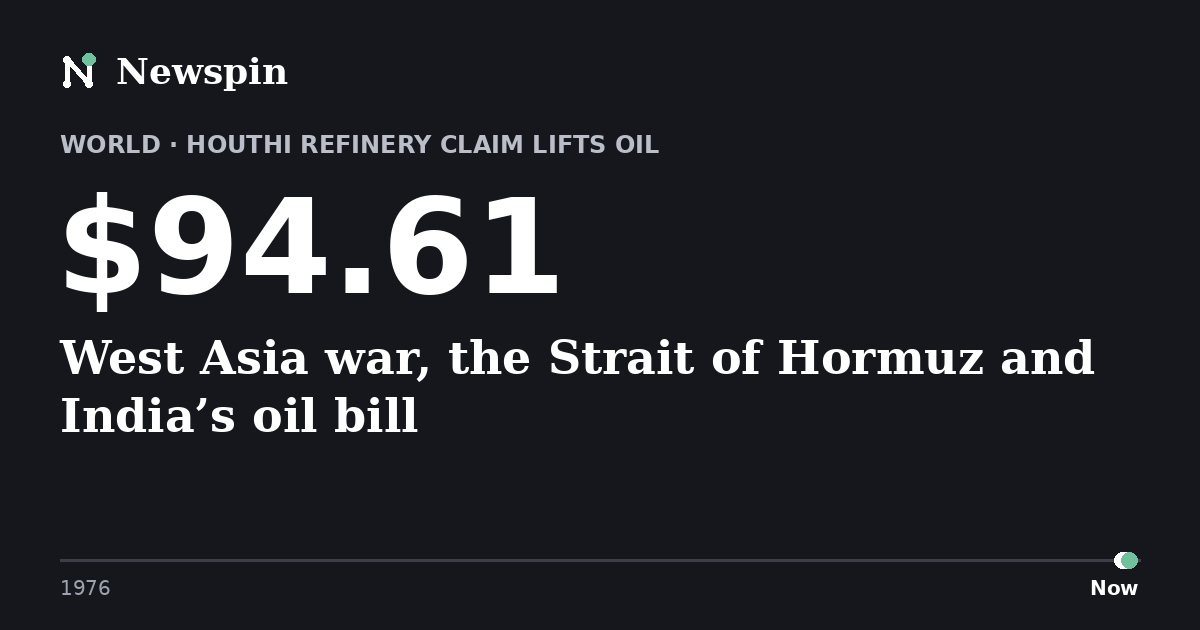 Newspin
WORLD · HOUTHI REFINERY CLAIM LIFTS OIL
$94.61
West Asia war, the Strait of Hormuz and
India’s oil bill
1976
Now